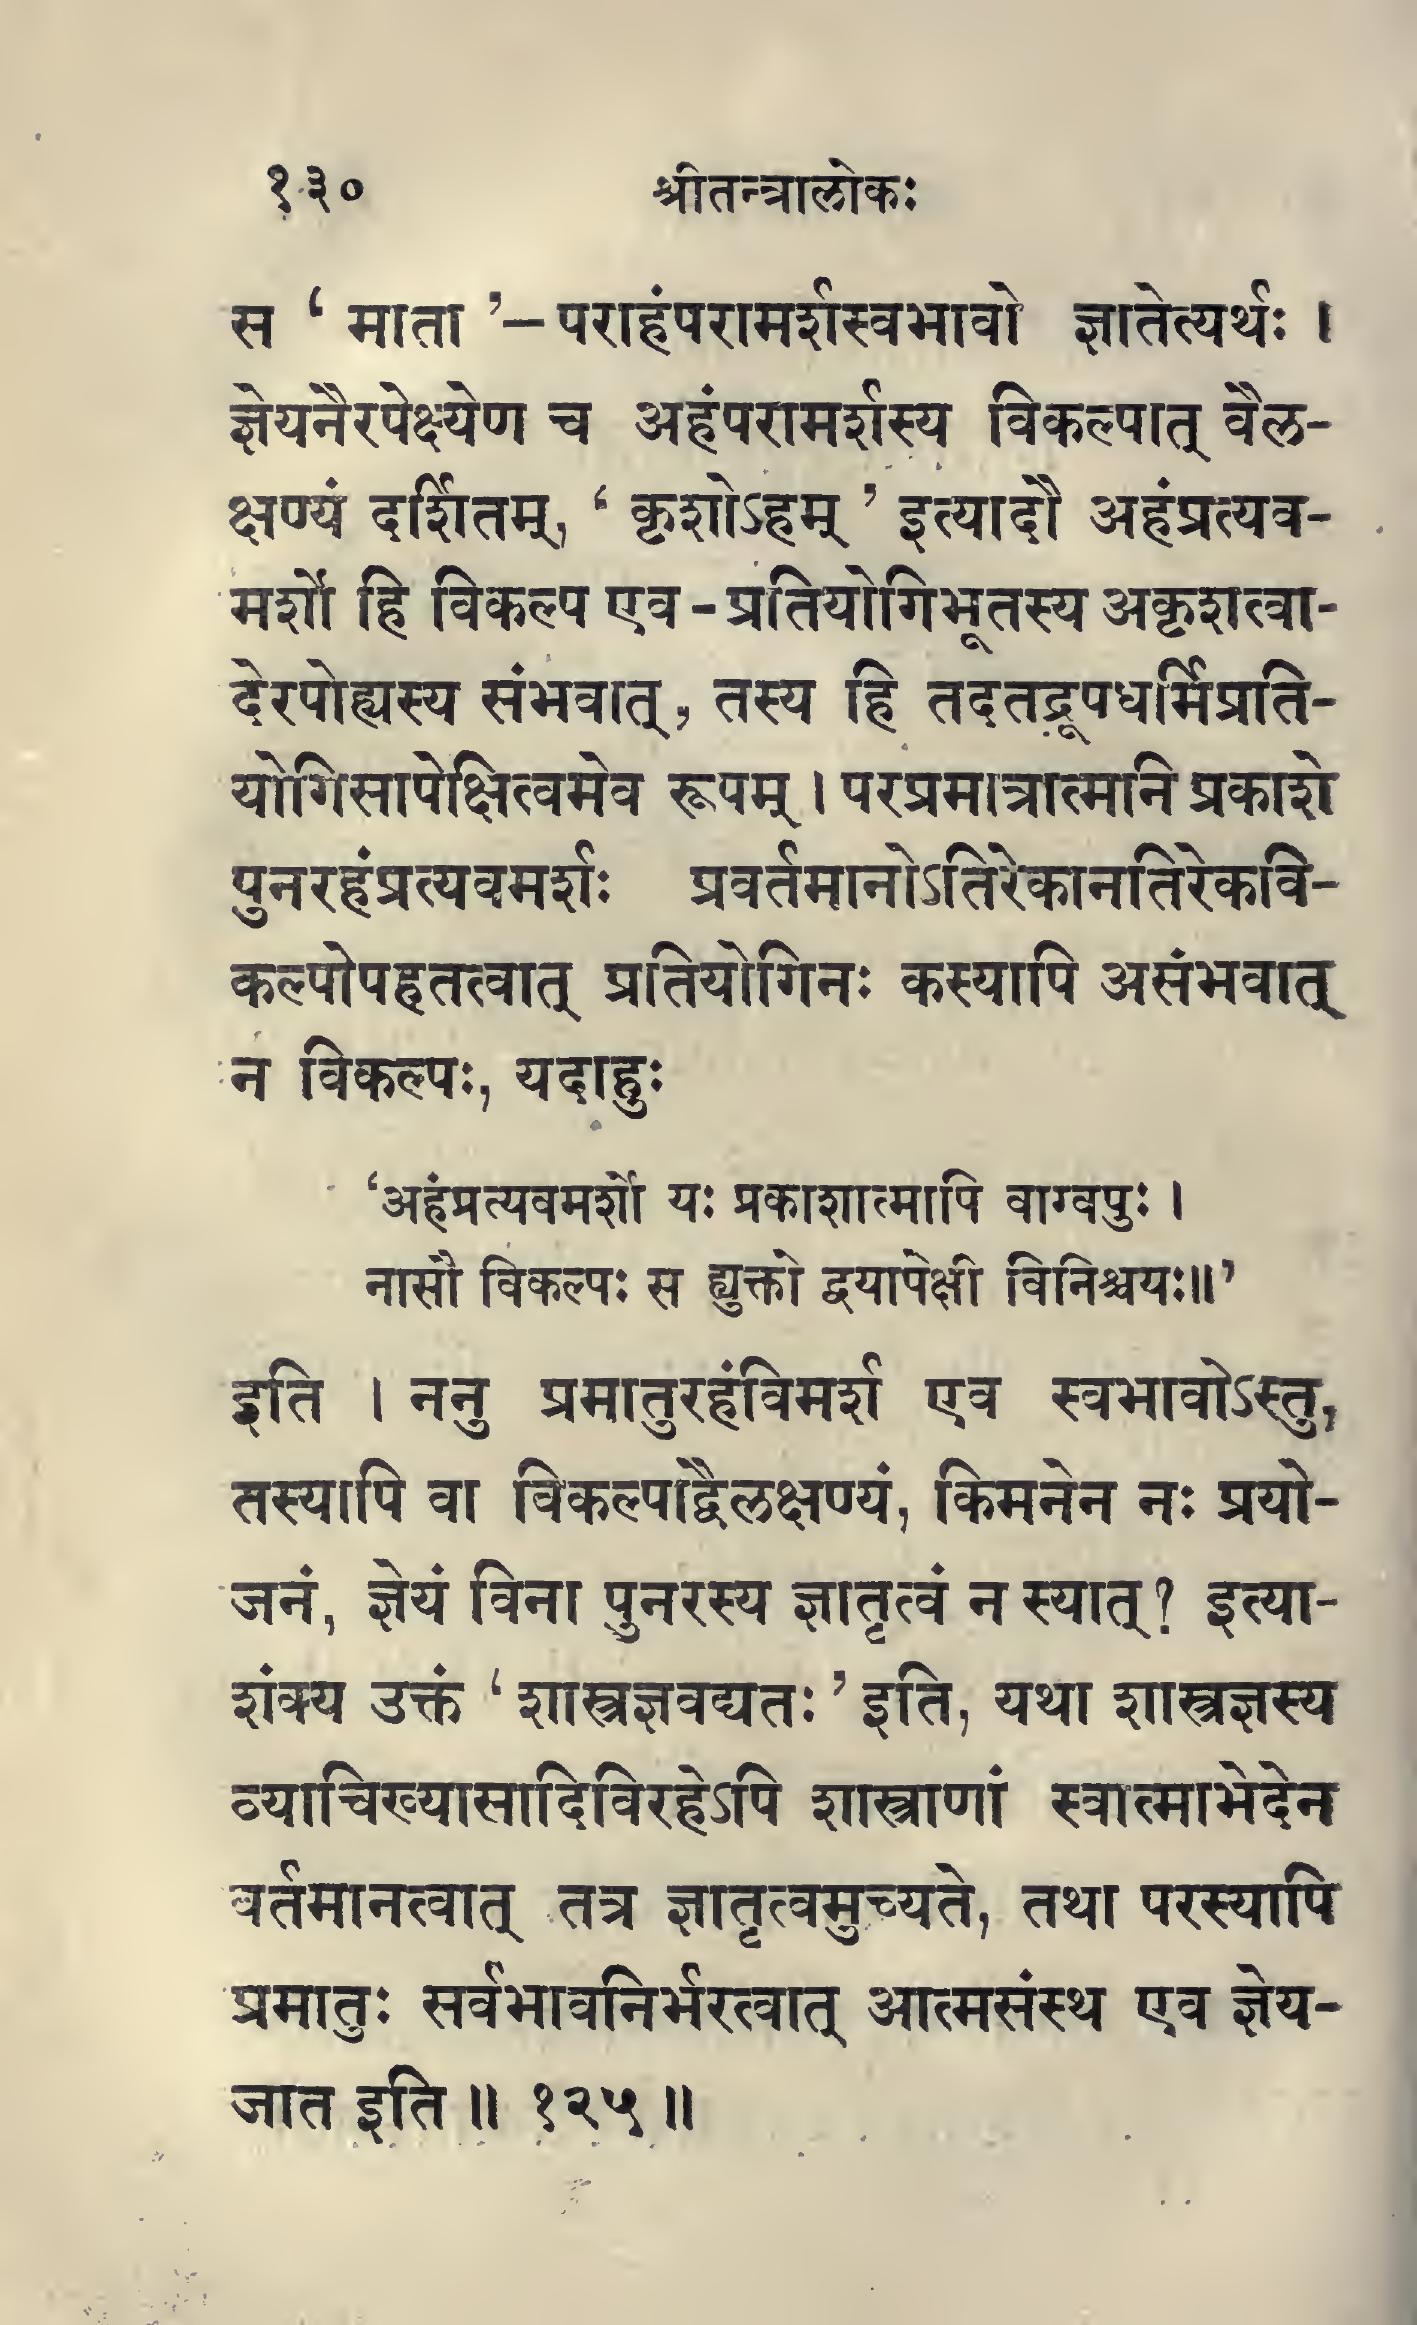 १३० श्रीतन्त्रालोकः
स ‘ माता ’—पराहंपरामर्शस्वभावो ज्ञातेत्यर्थः ।
ज्ञेयनैरपेक्ष्येण च अहंपरामर्शस्य विकल्पात् वैल-
क्षण्यं दर्शितम्, ‘ कृशोऽहम् ’ इत्यादौ अहंप्रत्यव-
मर्शो हि विकल्प एव - प्रतियोगिभूतस्य अकृशत्वा-
देरपोह्यस्य संभवात्, तस्य हि तदतद्रूपधर्मिप्रति-
योगिसापेक्षित्वमेव रूपम् । परप्रमात्रात्मनि प्रकाशे
पुनरहंप्रत्यवमर्शः प्रवर्तमानोऽतिरेकानतिरेकवि-
कल्पोपहतत्वात् प्रतियोगिनः कस्यापि असंभवात्
न विकल्पः, यदाहुः
‘अहंप्रत्यवमर्शो यः प्रकाशात्मापि वाग्वपुः ।
नासौ विकल्पः स ह्युक्तो द्वयापेक्षी विनिश्चयः॥’
इति । ननु प्रमातुरहंविमर्श एव स्वभावोऽस्तु,
तस्यापि वा विकल्पाद्वैलक्षण्यं, किमनेन नः प्रयो-
जनं, ज्ञेयं विना पुनरस्य ज्ञातृत्वं न स्यात्? इत्या-
शंक्य उक्तं ‘ शास्त्रज्ञवद्यतः ’ इति, यथा शास्त्रज्ञस्य
व्याचिख्यासादिविरहेऽपि शास्त्राणां स्वात्माभेदेन
वर्तमानत्वात् तत्र ज्ञातृत्वमुच्यते, तथा परस्यापि
प्रमातुः सर्वभावनिर्भरत्वात् आत्मसंस्थ एव ज्ञेय-
जात इति ॥ १२५ ॥